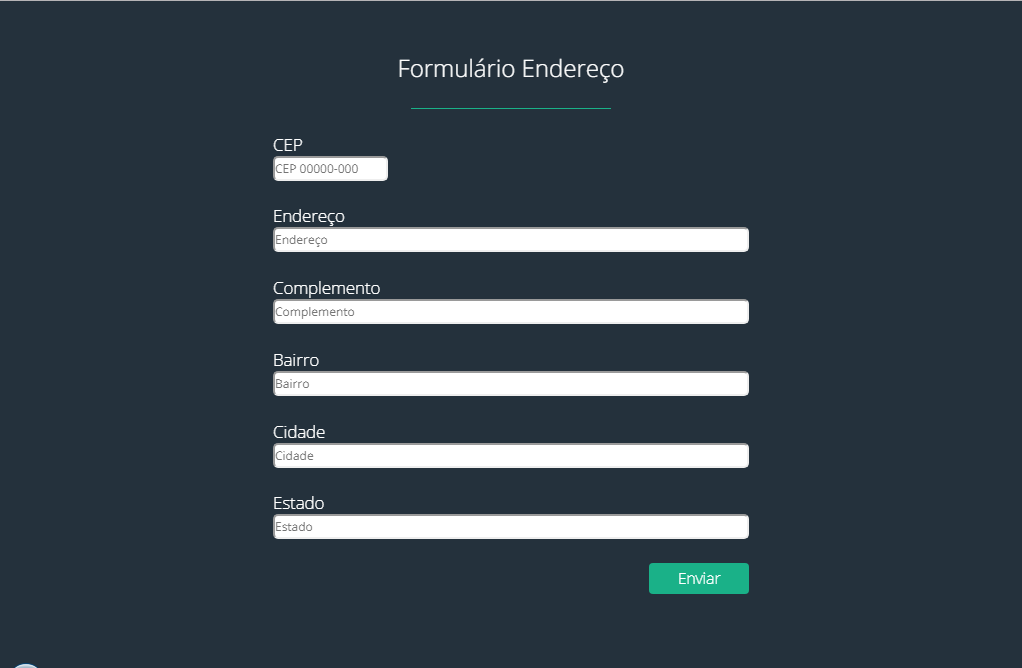 Formulário Endereço
CEP
CEP 00000-000
Endereço
Endereço
Complemento
Complemento
Bairro
Bairro
Cidade
Cidade
Estado
Estado
Enviar